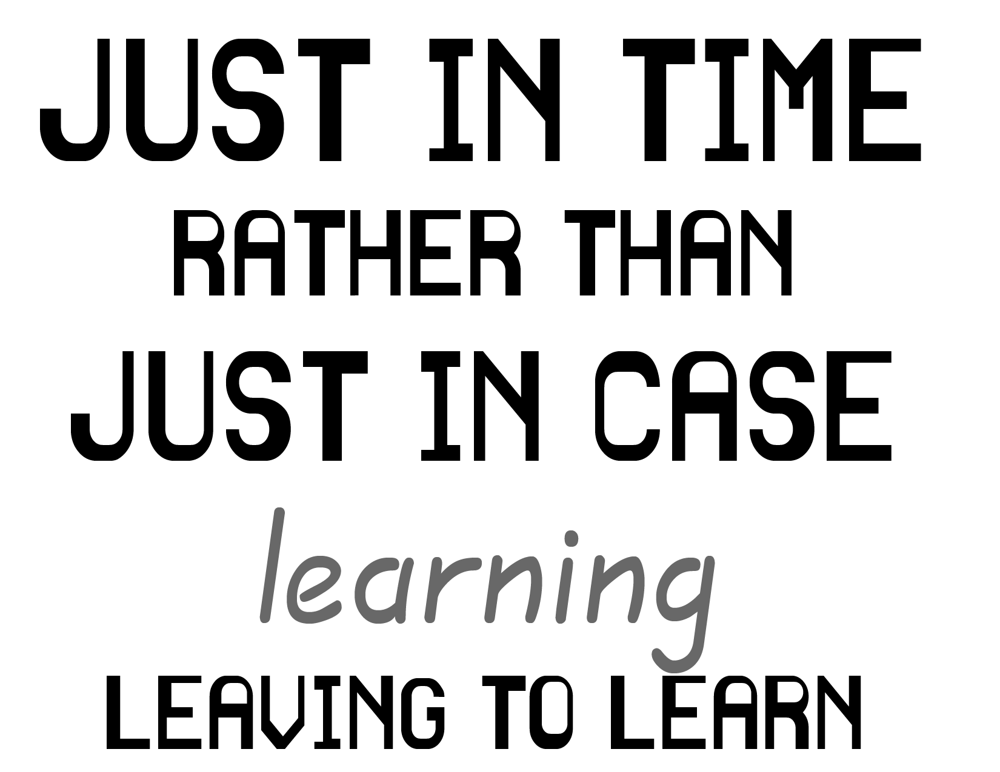 JUST IN TIME
RATHER THAN
JUST IN CASE
learning
LEAVING TO LEARN